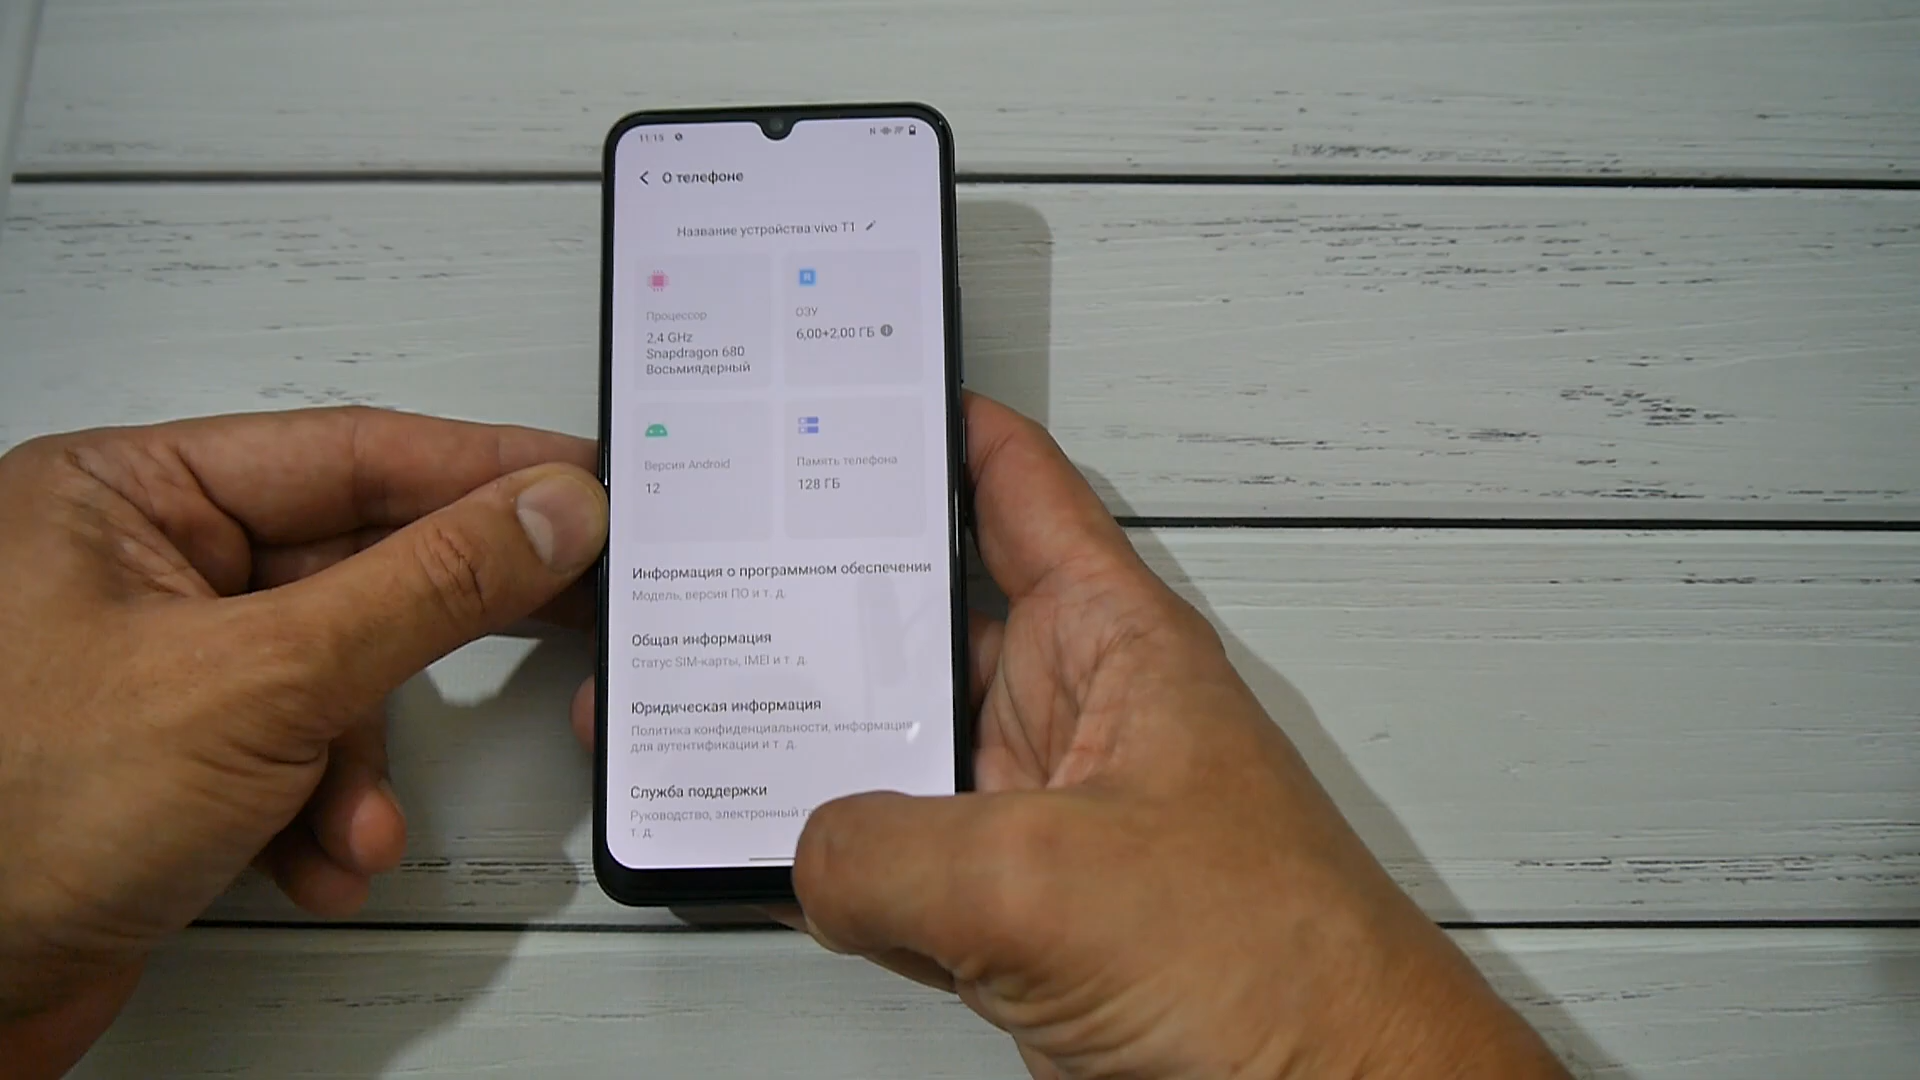 11:15
О телефоне
Название устройства vivo T1
Процессор
2,4 GHz
Snapdragon 680
Восьмиядерный
ОЗУ
6,00+2,00 ГБ
Версия Android
12
Память телефона
128 ГБ
Информация о программном обеспечении
Модель, версия ПО и т. д.
Общая информация
Статус SIM-карты, IMEI и т. д.
Юридическая информация
Политика конфиденциальности, информация
для аутентификации и т. д.
Служба поддержки
Руководство, электронный
т. д.